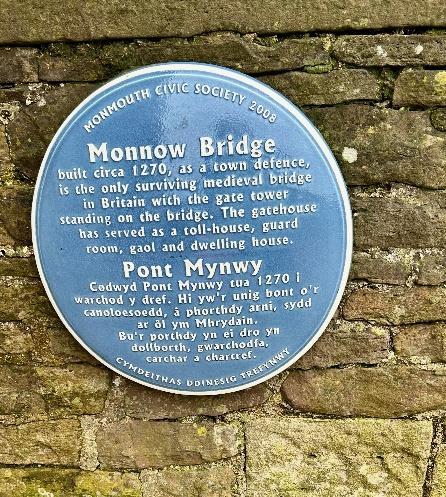 MONMOUTH CIVIC SOCIETY 2008
Monnow Bridge
built circa 1270, as a town defence,
is the only surviving medieval bridge
in Britain with the gate tower
standing on the bridge. The gatehouse
has served as a toll-house, guard
room, gaol and dwelling house.
Pont Mynwy
Codwyd Pont Mynwy tua 1270 i
warchod y dref. Hi yw'r unig bont o'r
canoloesoedd, â phorthdy arni, sydd
ar ôl ym Mhrydain.
Bu'r porthdy yn ei dro yn
dollborth, gwarchodfa,
carchar a chartref.
CYMDEITHAS DDINESIG TREFYNWY